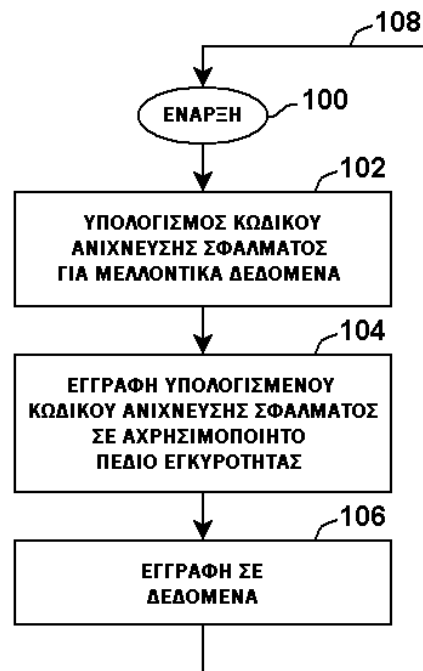 108
ΕΝΑΡΞΗ
100
102
ΥΠΟΛΟΓΙΣΜΟΣ ΚΩΔΙΚΟΥ
ΑΝΙΧΝΕΥΣΗΣ ΣΦΑΛΜΑΤΟΣ
ΓΙΑ ΜΕΛΛΟΝΤΙΚΑ ΔΕΔΟΜΕΝΑ
104
ΕΓΓΡΑΦΗ ΥΠΟΛΟΓΙΣΜΕΝΟΥ
ΚΩΔΙΚΟΥ ΑΝΙΧΝΕΥΣΗΣ ΣΦΑΛΜΑΤΟΣ
ΣΕ ΑΧΡΗΣΙΜΟΠΟΙΗΤΟ
ΠΕΔΙΟ ΕΓΚΥΡΟΤΗΤΑΣ
106
ΕΓΓΡΑΦΗ ΣΕ
ΔΕΔΟΜΕΝΑ